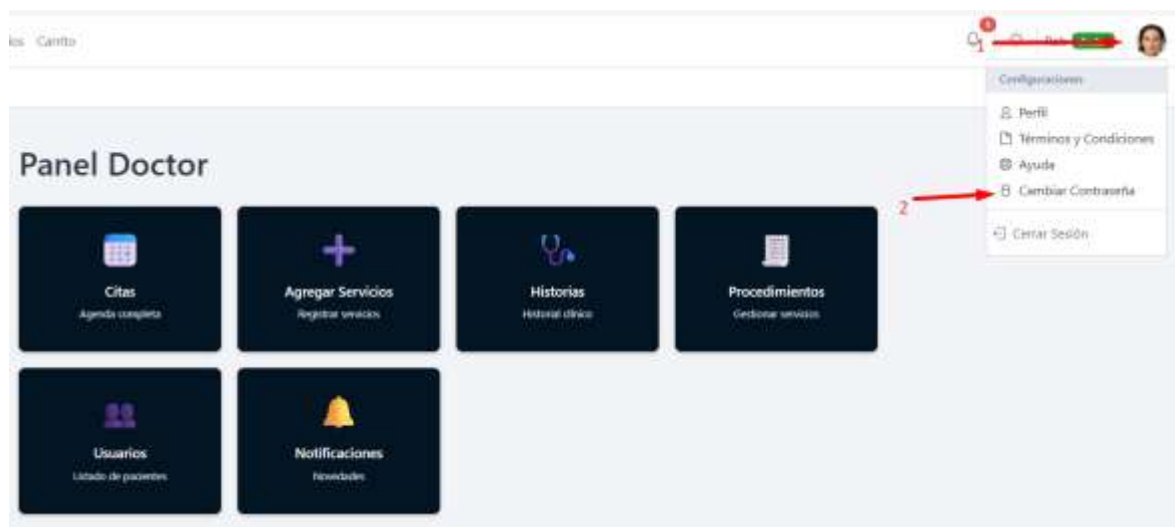 Carrito
1
Configuraciones
Perfil
Términos y Condiciones
Ayuda
Cambiar Contraseña
Cerrar Sesión
2
Panel Doctor
Citas
Agenda completa
Agregar Servicios
Registrar servicios
Historias
Historial clínico
Procedimientos
Gestionar servicios
Usuarios
Listado de pacientes
Notificaciones
Novedades